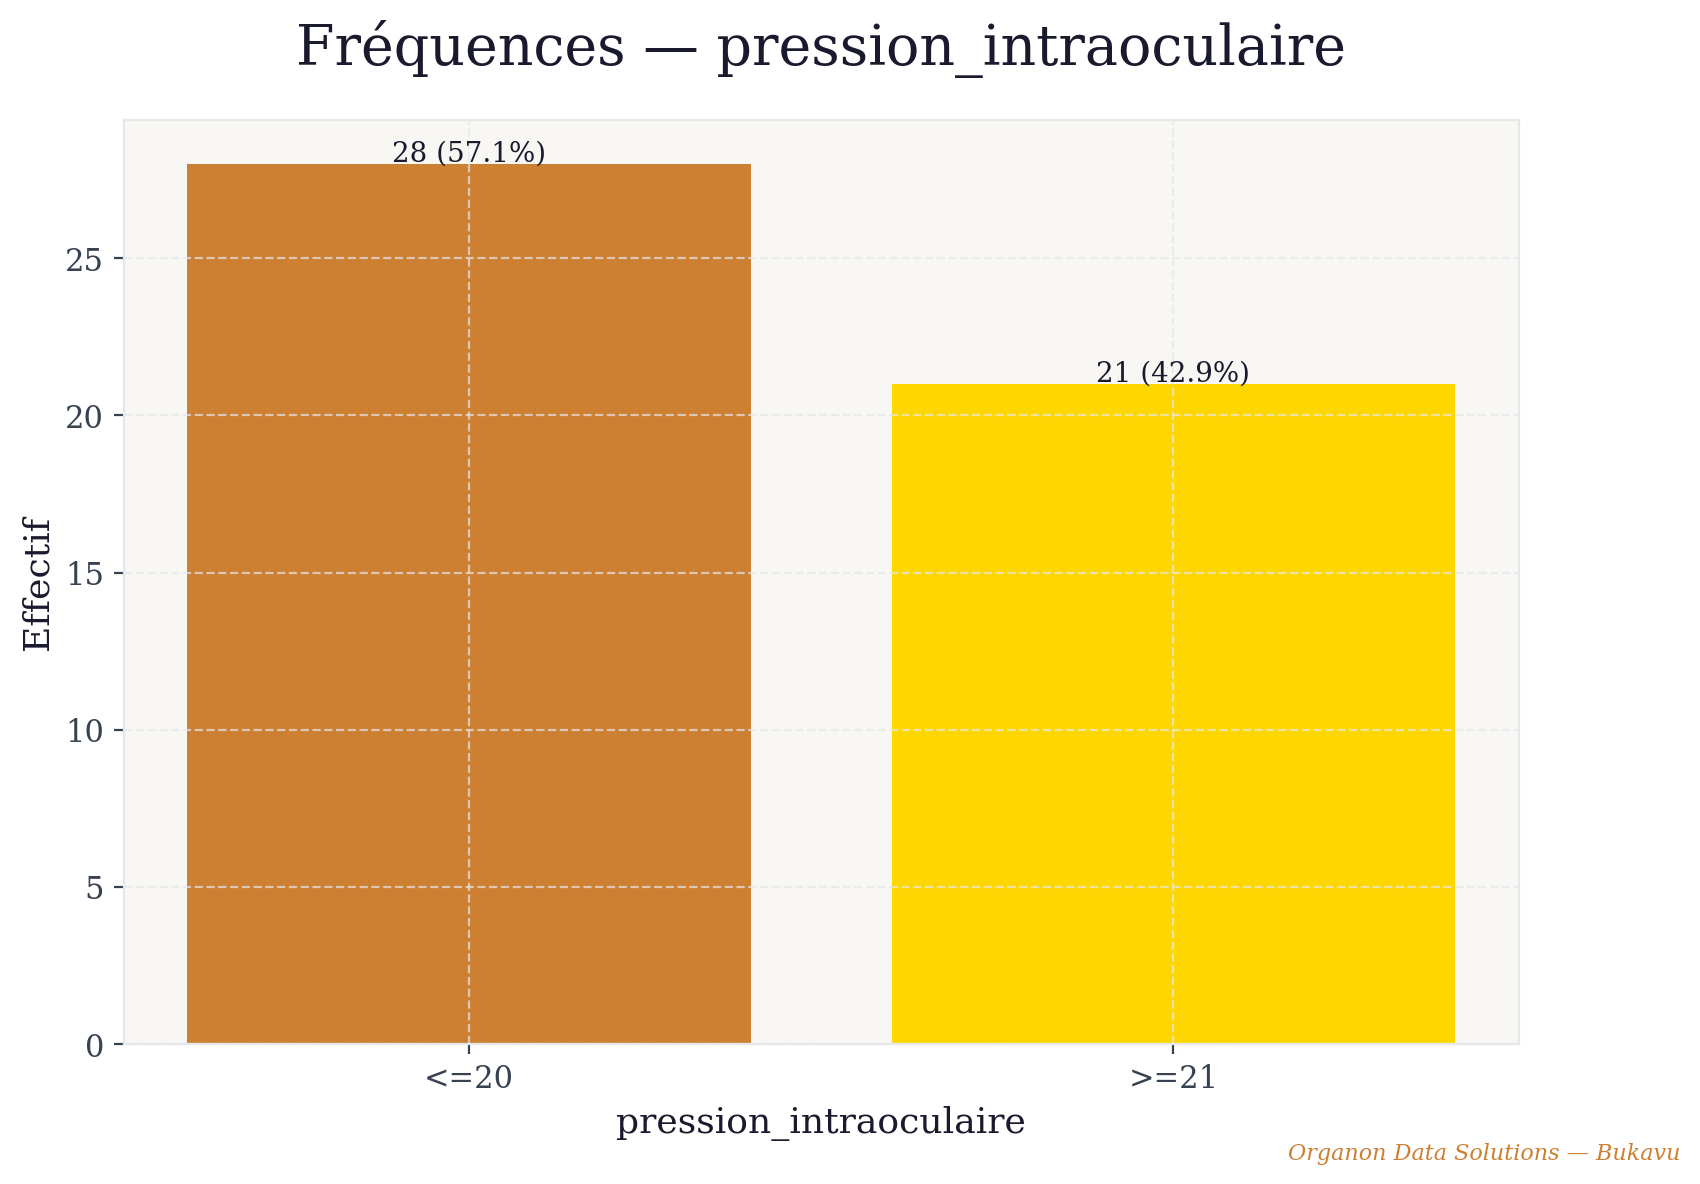 Fréquences — pression_intraoculaire
28 (57.1%)
21 (42.9%)
25
20
15
10
5
0
Effectif
<=20
>=21
pression_intraoculaire
Organon Data Solutions — Bukavu